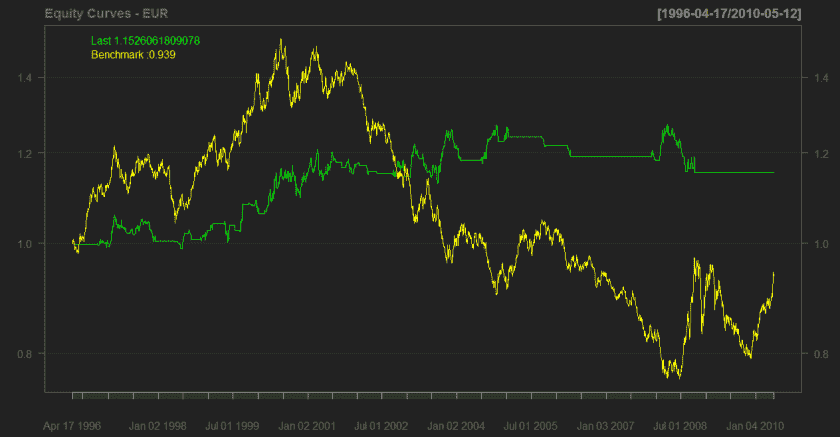 Equity Curves - EUR [1996-04-17/2010-05-12]
Last 1.1526061809078
Benchmark :0.939
1.4 1.4
1.2 1.2
1.0 1.0
0.8 0.8
Apr 17 1996 Jan 02 1998 Jul 01 1999 Jan 02 2001 Jul 01 2002 Jan 02 2004 Jul 01 2005 Jan 03 2007 Jul 01 2008 Jan 04 2010